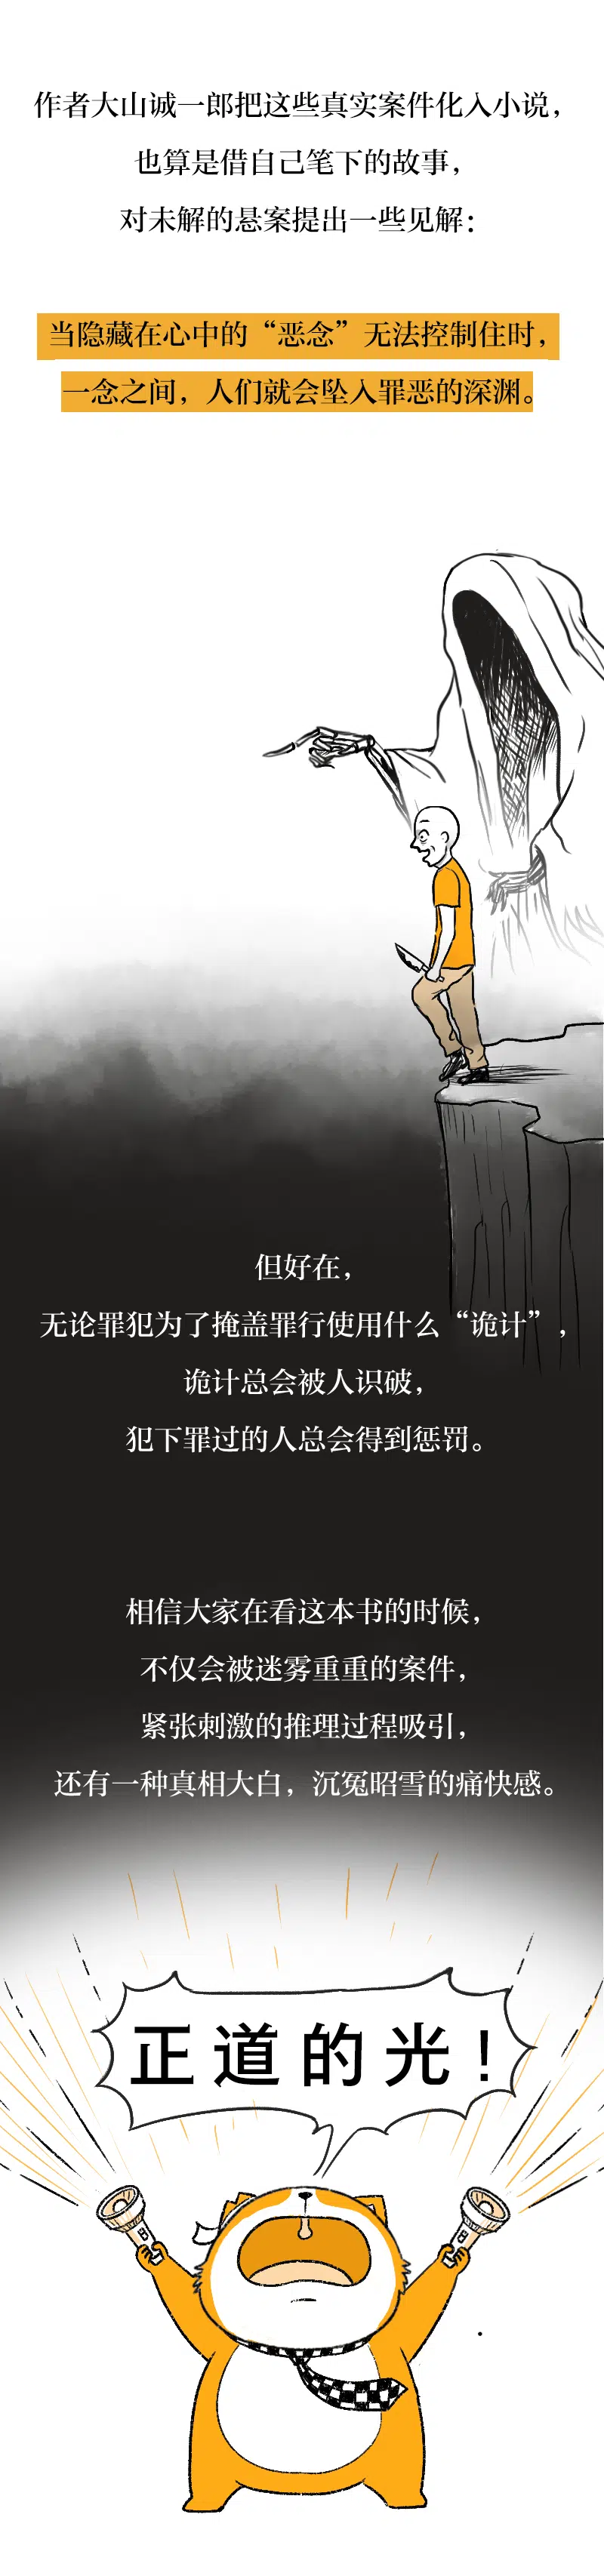 作者大山诚一郎把这些真实案件化入小说，
也算是借自己笔下的故事，
对未解的悬案提出一些见解：
当隐藏在心中的“恶念”无法控制住时，
一念之间，人们就会坠入罪恶的深渊。
但好在，
无论罪犯为了掩盖罪行使用什么“诡计”，
诡计总会被人识破，
犯下罪过的人总会得到惩罚。
相信大家在看这本书的时候，
不仅会被迷雾重重的案件，
紧张刺激的推理过程吸引，
还有一种真相大白，沉冤昭雪的痛快感。
正道的光！